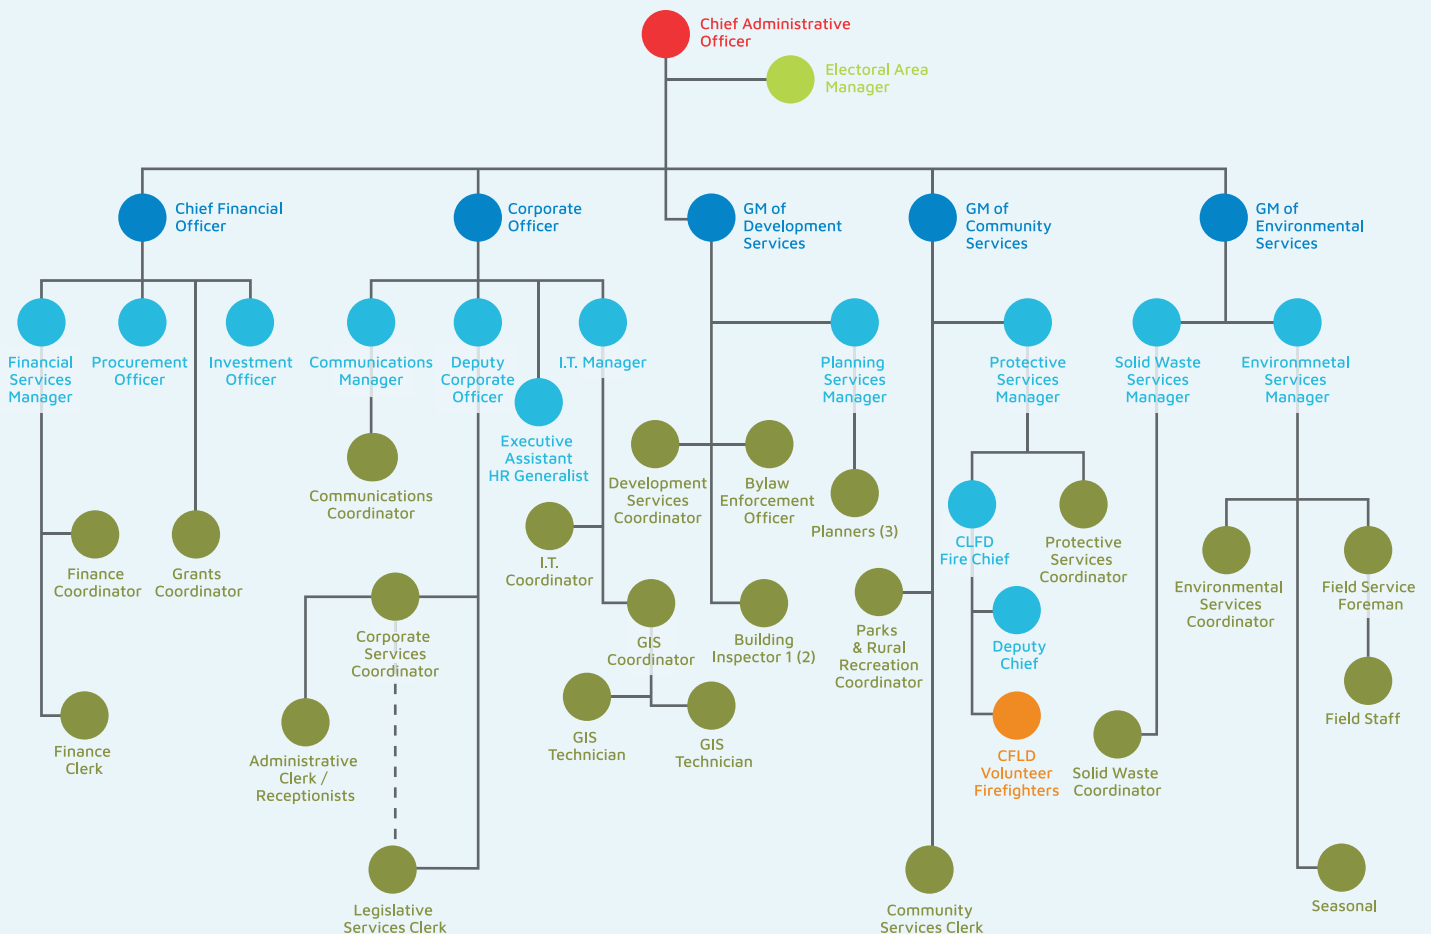 Chief Administrative
Officer
Electoral Area
Manager
Chief Financial
Officer
Corporate
Officer
GM of
Development
Services
GM of
Community
Services
GM of
Environmental
Services
Financial
Services
Manager
Procurement
Officer
Investment
Officer
Communications
Manager
Deputy
Corporate
Officer
I.T. Manager
Planning
Services
Manager
Protective
Services
Manager
Solid Waste
Services
Manager
Environmnetal
Services
Manager
Executive
Assistant
HR Generalist
Communications
Coordinator
Development
Services
Coordinator
Bylaw
Enforcement
Officer
Planners (3)
CLFD
Fire Chief
Protective
Services
Coordinator
Finance
Coordinator
Grants
Coordinator
I.T.
Coordinator
Environmental
Services
Coordinator
Field Service
Foreman
Corporate
Services
Coordinator
GIS
Coordinator
Building
Inspector 1 (2)
Parks
& Rural
Recreation
Coordinator
Deputy
Chief
Field Staff
Finance
Clerk
Administrative
Clerk /
Receptionists
GIS
Technician
GIS
Technician
CFLD
Volunteer
Firefighters
Solid Waste
Coordinator
Legislative
Services Clerk
Community
Services Clerk
Seasonal